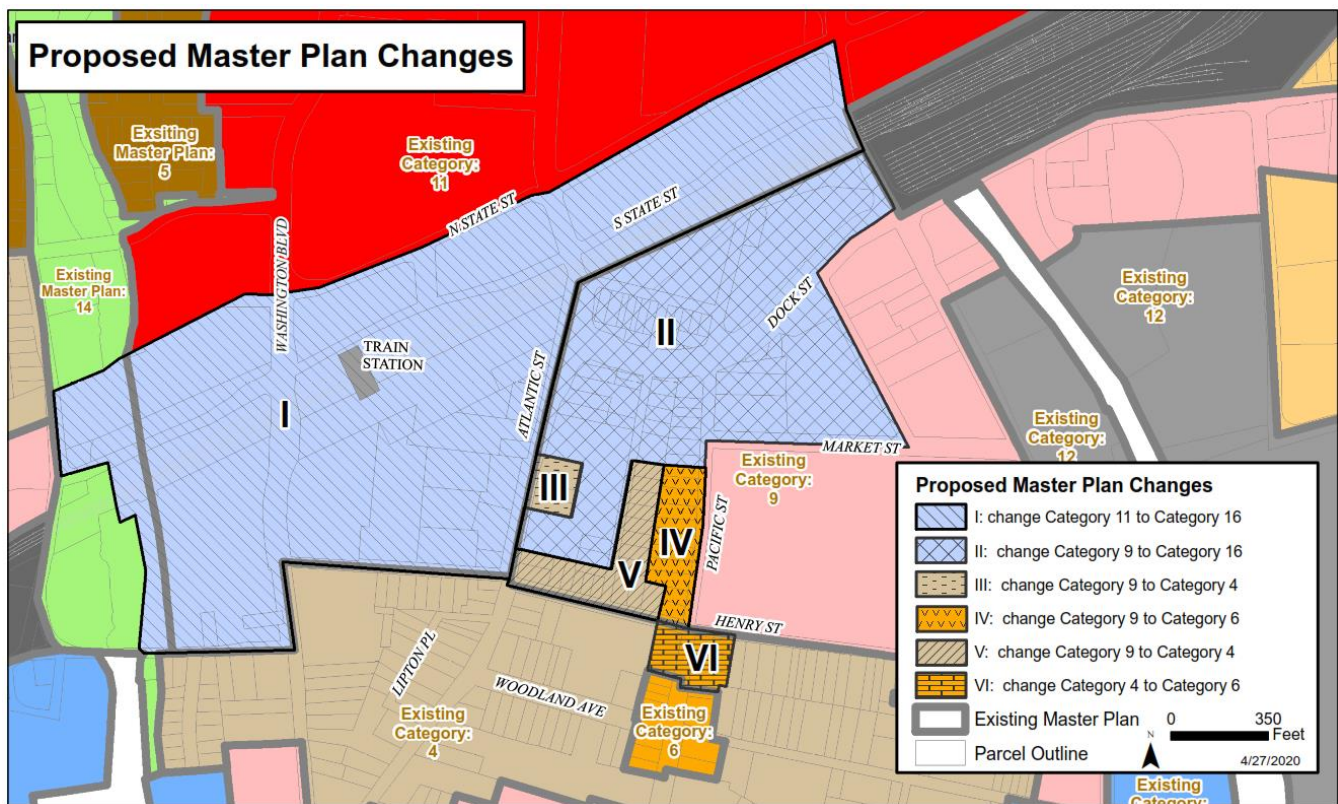 Proposed Master Plan Changes
Exsiting
Master Plan:
5
Existing
Category:
11
N STATE ST
S STATE ST
WASHINGTON BLVD
Existing
Master Plan:
14
Existing
Category:
12
DOCK ST
II
TRAIN
STATION
ATLANTIC ST
I
MARKET ST
Existing
Category:
12
Existing
Category:
9
III
IV
PACIFIC ST
V
HENRY ST
VI
LIPTON PL
WOODLAND AVE
Existing
Category:
4
Existing
Category:
6
Proposed Master Plan Changes
I: change Category 11 to Category 16
II: change Category 9 to Category 16
III: change Category 9 to Category 4
IV: change Category 9 to Category 6
V: change Category 9 to Category 4
VI: change Category 4 to Category 6
Existing Master Plan
0 350
Feet
Parcel Outline
N
4/27/2020
Existing